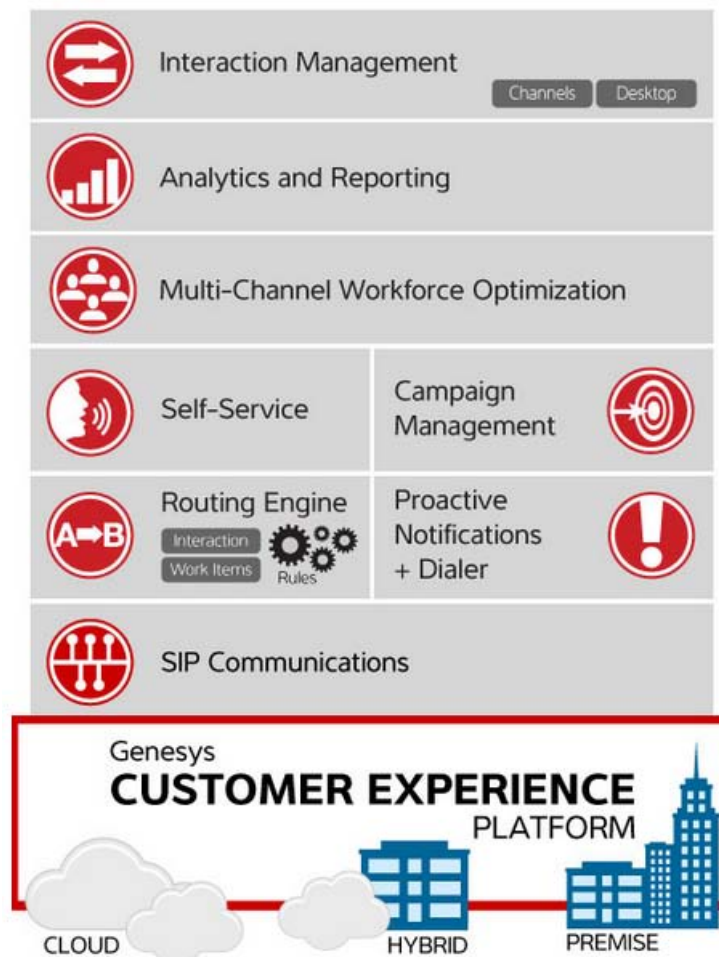 Interaction Management
Channels
Desktop
Analytics and Reporting
Multi-Channel Workforce Optimization
Self-Service
Campaign
Management
A
B
Routing Engine
Interaction
Work Items
Rules
Proactive
Notifications
+ Dialer
SIP Communications
Genesys
CUSTOMER EXPERIENCE
PLATFORM
CLOUD
HYBRID
PREMISE